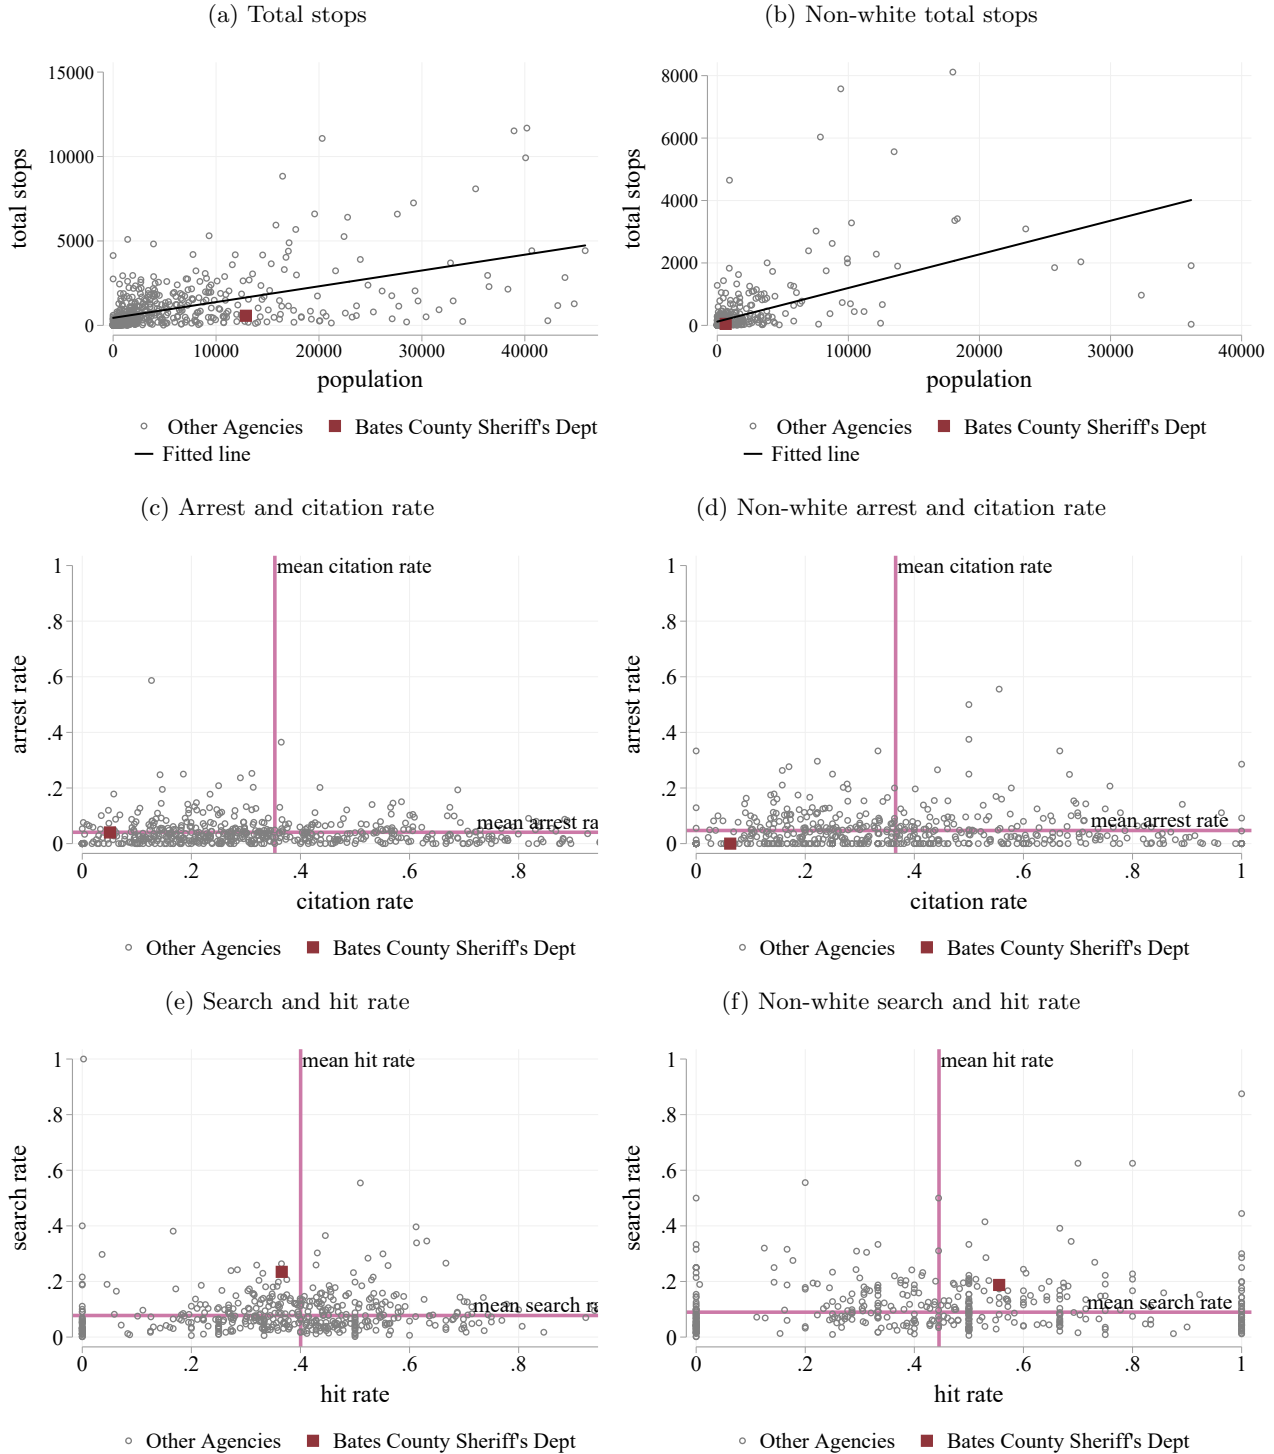 (a) Total stops
(b) Non-white total stops
15000
10000
5000
0
total stops
0 10000 20000 30000 40000
population
Other Agencies Bates County Sheriff's Dept
Fitted line
8000
6000
4000
2000
0
total stops
0 10000 20000 30000 40000
population
Other Agencies Bates County Sheriff's Dept
Fitted line
(c) Arrest and citation rate
(d) Non-white arrest and citation rate
1
.8
.6
.4
.2
0
arrest rate
mean citation rate
mean arrest ra
0 .2 .4 .6 .8
citation rate
Other Agencies Bates County Sheriff's Dept
1
.8
.6
.4
.2
0
arrest rate
mean citation rate
mean arrest rate
0 .2 .4 .6 .8 1
citation rate
Other Agencies Bates County Sheriff's Dept
(e) Search and hit rate
(f) Non-white search and hit rate
1
.8
.6
.4
.2
0
search rate
mean hit rate
mean search ra
0 .2 .4 .6 .8
hit rate
Other Agencies Bates County Sheriff's Dept
1
.8
.6
.4
.2
0
search rate
mean hit rate
mean search rate
0 .2 .4 .6 .8 1
hit rate
Other Agencies Bates County Sheriff's Dept